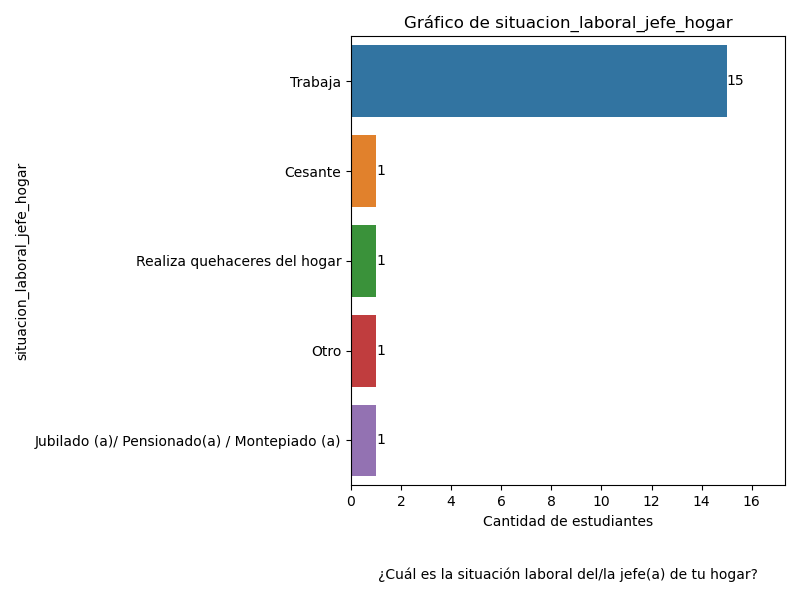 Gráfico de situacion_laboral_jefe_hogar
situacion_laboral_jefe_hogar
Trabaja
15
Cesante
1
Realiza quehaceres del hogar
1
Otro
1
Jubilado (a)/ Pensionado(a) / Montepiado (a)
1
0 2 4 6 8 10 12 14 16
Cantidad de estudiantes
¿Cuál es la situación laboral del/la jefe(a) de tu hogar?